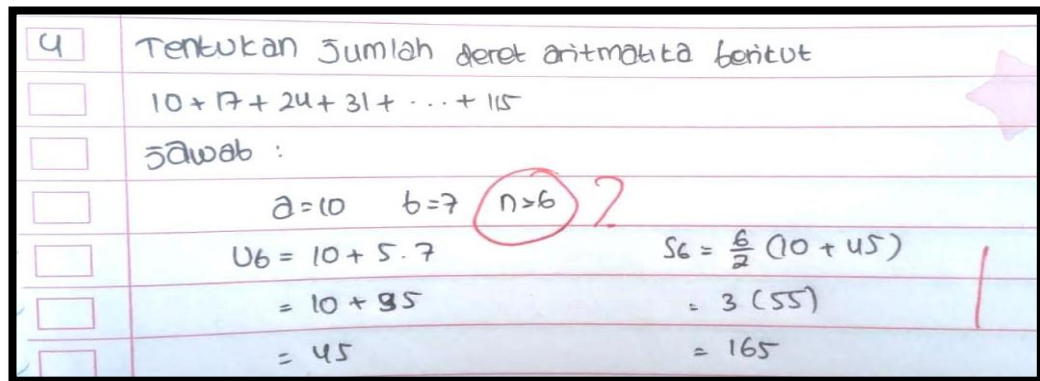 4 Tentukan Jumlah deret aritmatika berikut
10 + 17 + 24 + 31 + ... + 115
Jawab :
a = 10 b = 7 n = 6 ?
U6 = 10 + 5 . 7 S6 = 6/2 (10 + 45)
= 10 + 35 = 3 (55)
= 45 = 165